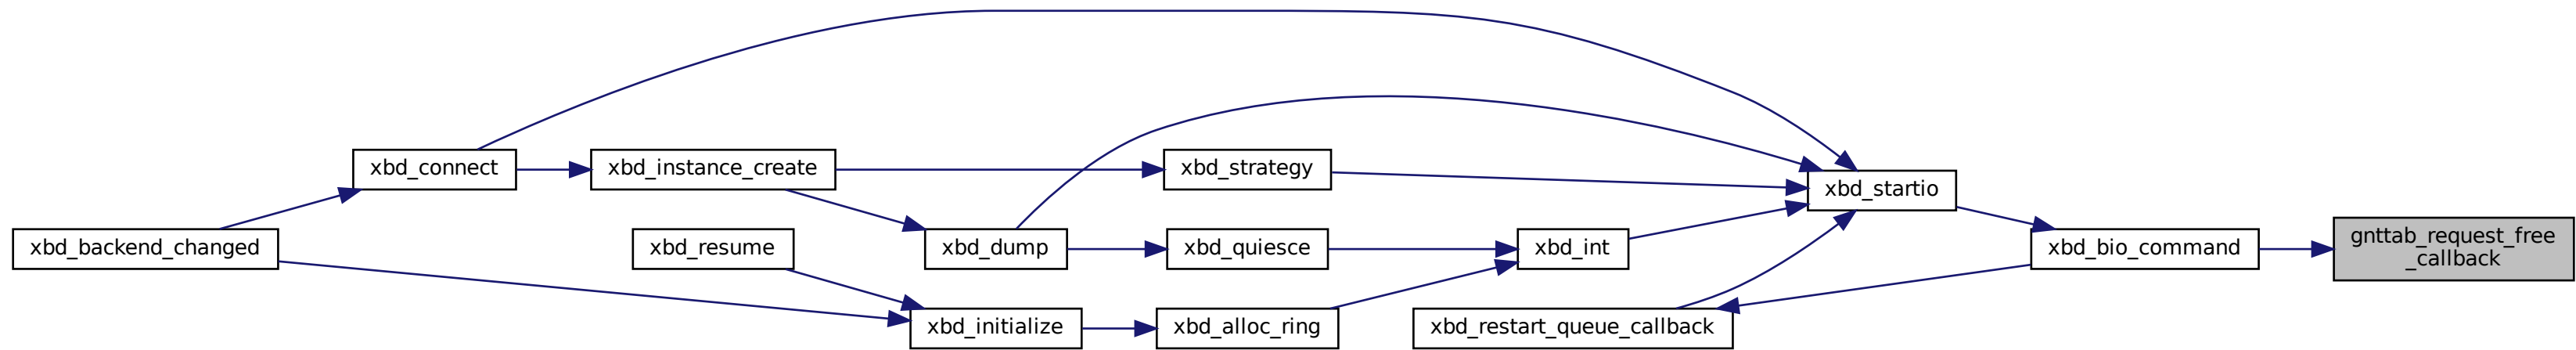 xbd_connect
xbd_instance_create
xbd_strategy
xbd_startio
xbd_backend_changed
xbd_resume
xbd_dump
xbd_quiesce
xbd_int
xbd_bio_command
gnttab_request_free
_callback
xbd_initialize
xbd_alloc_ring
xbd_restart_queue_callback